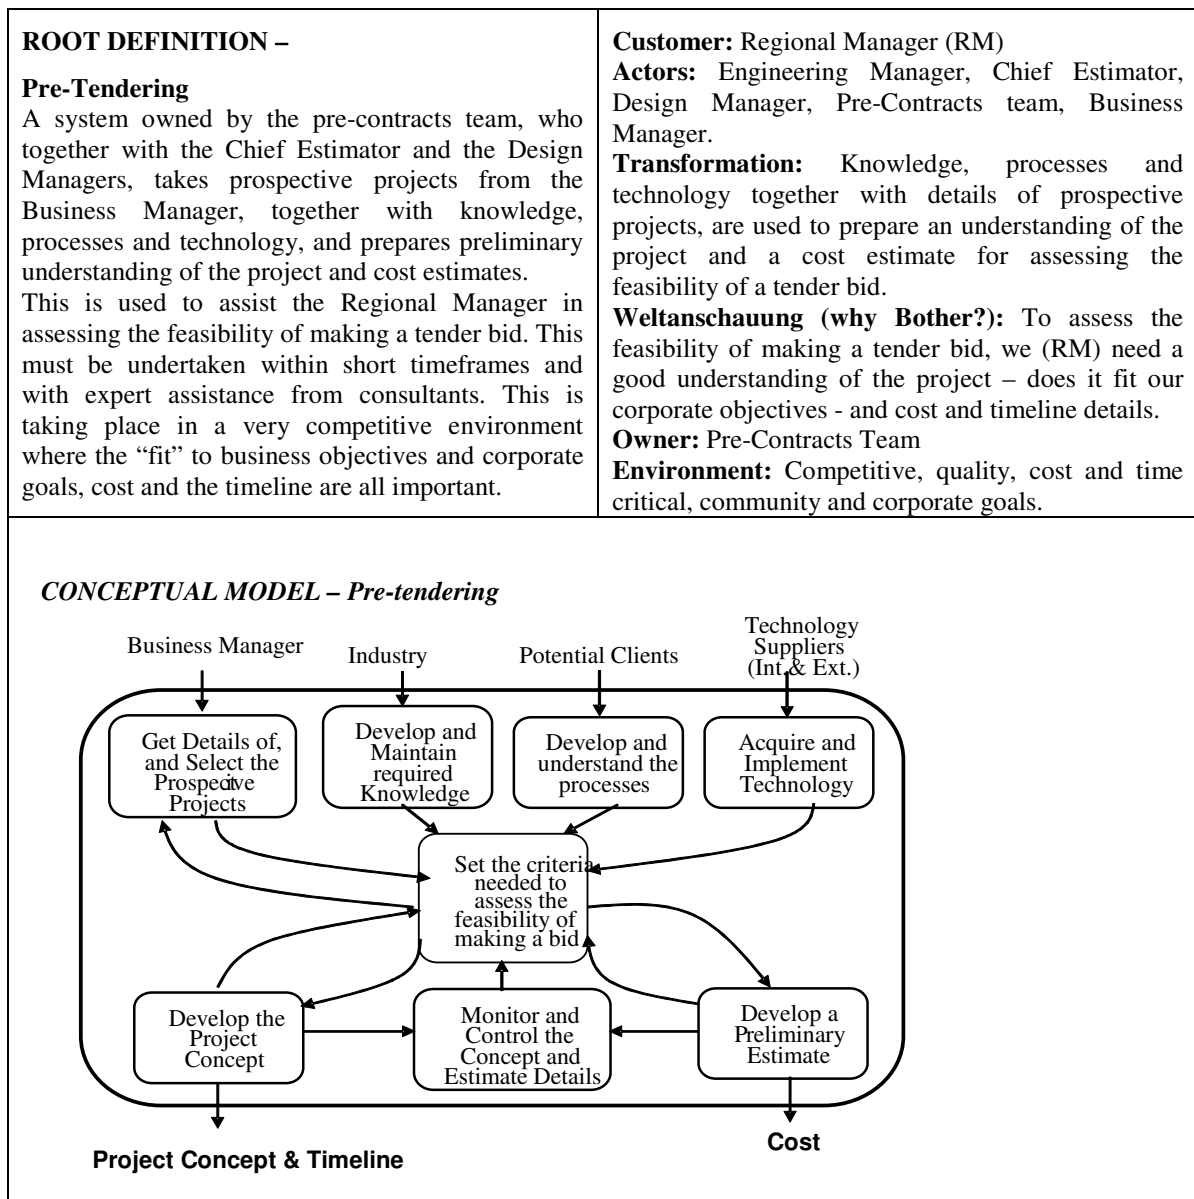 ROOT DEFINITION –
Pre-Tendering
A system owned by the pre-contracts team, who
together with the Chief Estimator and the Design
Managers, takes prospective projects from the
Business Manager, together with knowledge,
processes and technology, and prepares preliminary
understanding of the project and cost estimates.
This is used to assist the Regional Manager in
assessing the feasibility of making a tender bid. This
must be undertaken within short timeframes and
with expert assistance from consultants. This is
taking place in a very competitive environment
where the “fit” to business objectives and corporate
goals, cost and the timeline are all important.
Customer: Regional Manager (RM)
Actors: Engineering Manager, Chief Estimator,
Design Manager, Pre-Contracts team, Business
Manager.
Transformation: Knowledge, processes and
technology together with details of prospective
projects, are used to prepare an understanding of the
project and a cost estimate for assessing the
feasibility of a tender bid.
Weltanschauung (why Bother?): To assess the
feasibility of making a tender bid, we (RM) need a
good understanding of the project – does it fit our
corporate objectives - and cost and timeline details.
Owner: Pre-Contracts Team
Environment: Competitive, quality, cost and time
critical, community and corporate goals.
CONCEPTUAL MODEL – Pre-tendering
Business Manager
Industry
Potential Clients
Technology
Suppliers
(Int.& Ext.)
Get Details of,
and Select the
Prospective
Projects
Develop and
Maintain
required
Knowledge
Develop and
understand the
processes
Acquire and
Implement
Technology
Set the criteria
needed to
assess the
feasibility of
making a bid
Develop the
Project
Concept
Monitor and
Control the
Concept and
Estimate Details
Develop a
Preliminary
Estimate
Project Concept & Timeline
Cost